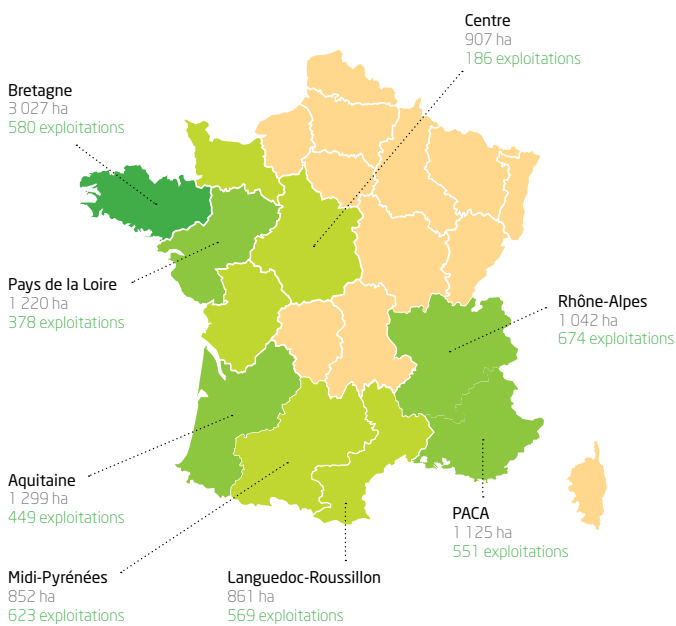 Centre
907 ha
186 exploitations
Bretagne
3 027 ha
580 exploitations
Pays de la Loire
1 220 ha
378 exploitations
Rhône-Alpes
1 042 ha
674 exploitations
Aquitaine
1 299 ha
449 exploitations
PACA
1 125 ha
551 exploitations
Midi-Pyrénées
852 ha
623 exploitations
Languedoc-Roussillon
861 ha
569 exploitations